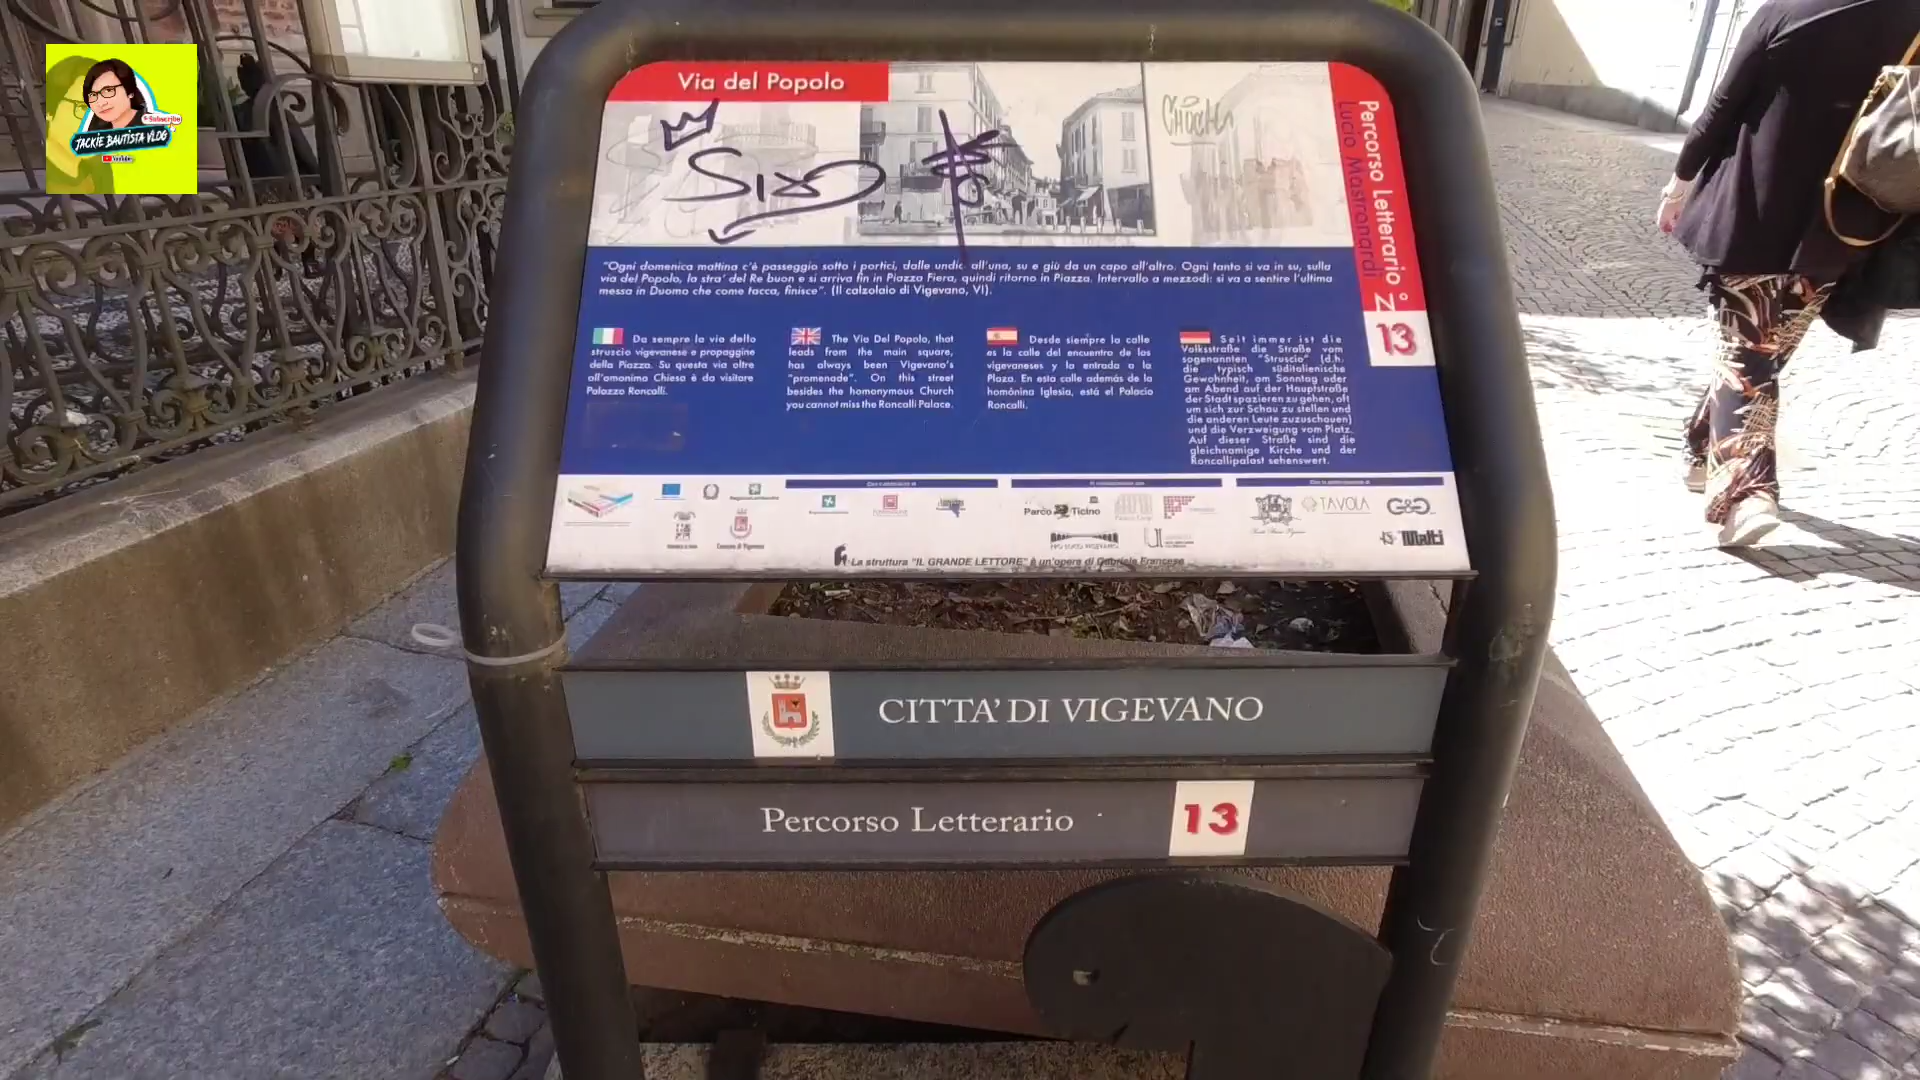 Subscribe
JACKIE BAUTISTA VLOG
YouTube
Via del Popolo
Percorso Letterario N°
Lucio Mastronardi
13
"Ogni domenica mattina c'è passeggio sotto i portici, dalle undici all'una, su e giù da un capo all'altro. Ogni tanto si va in su, sulla
via del Popolo, la stra' del Re buon e si arriva fin in Piazza Fiera, quindi ritorno in Piazza. Intervallo a mezzodì: si va a sentire l'ultima
messa in Duomo che come tacca, finisce". (Il calzolaio di Vigevano, VI).
Da sempre la via dello
struscio vigevanese e propaggine
della Piazza. Su questa via oltre
all'omonima Chiesa è da visitare
Palazzo Roncalli.
The Via Del Popolo, that
leads from the main square,
has always been Vigevano's
"promenade". On this street
besides the homonymous Church
you cannot miss the Roncalli Palace.
Desde siempre la calle
es la calle del encuentro de los
vigevaneses y la entrada a la
Plaza. En esta calle además de la
homónina Iglesia, está el Palacio
Roncalli.
Seit immer ist die
Volksstraße die Straße vom
sogenannten "Struscio" (d.h.
die typisch süditalienische
Gewohnheit, am Sonntag oder
am Abend auf der Hauptstraße
der Stadt spazieren zu gehen, oft
um sich zur Schau zu stellen und
die anderen Leute zuzuschauen)
und die Verzweigung vom Platz.
Auf dieser Straße sind die
gleichnamige Kirche und der
Roncallipalast sehenswert.
Parco Ticino
TAVOLA
G&G
Malti
La struttura "IL GRANDE LETTORE" è un'opera di Gabriele Francese
CITTA' DI VIGEVANO
Percorso Letterario
13